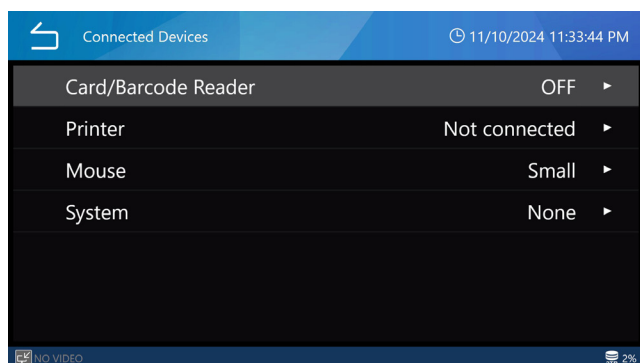 Connected Devices 11/10/2024 11:33:44 PM
Card/Barcode Reader OFF
Printer Not connected
Mouse Small
System None
NO VIDEO 2%